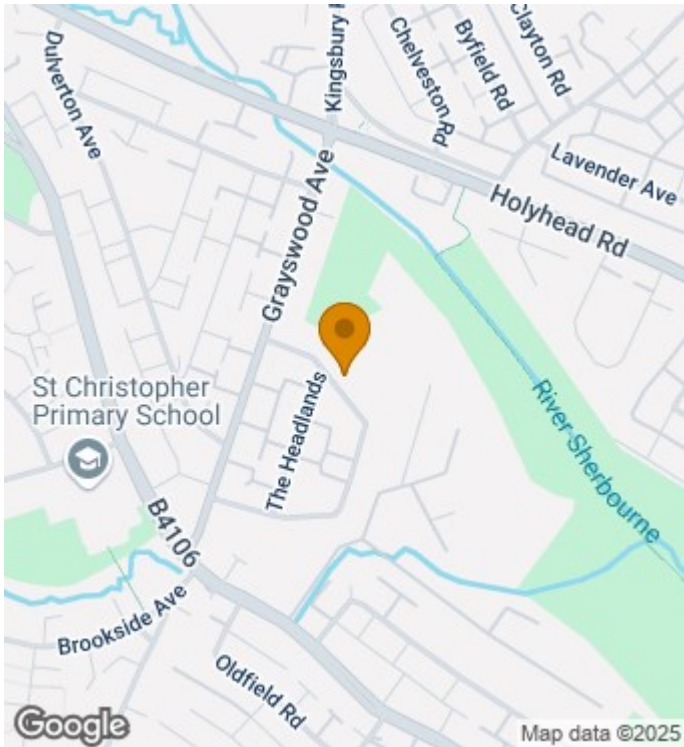 Dulverton Ave
Kingsbury
Chelveston Rd
Byfield Rd
Clayton Rd
Lavender Ave
Holyhead Rd
Grayswood Ave
St Christopher
Primary School
The Headlands
River Sherbourne
B4106
Brookside Ave
Oldfield Rd
Google
Map data ©2025